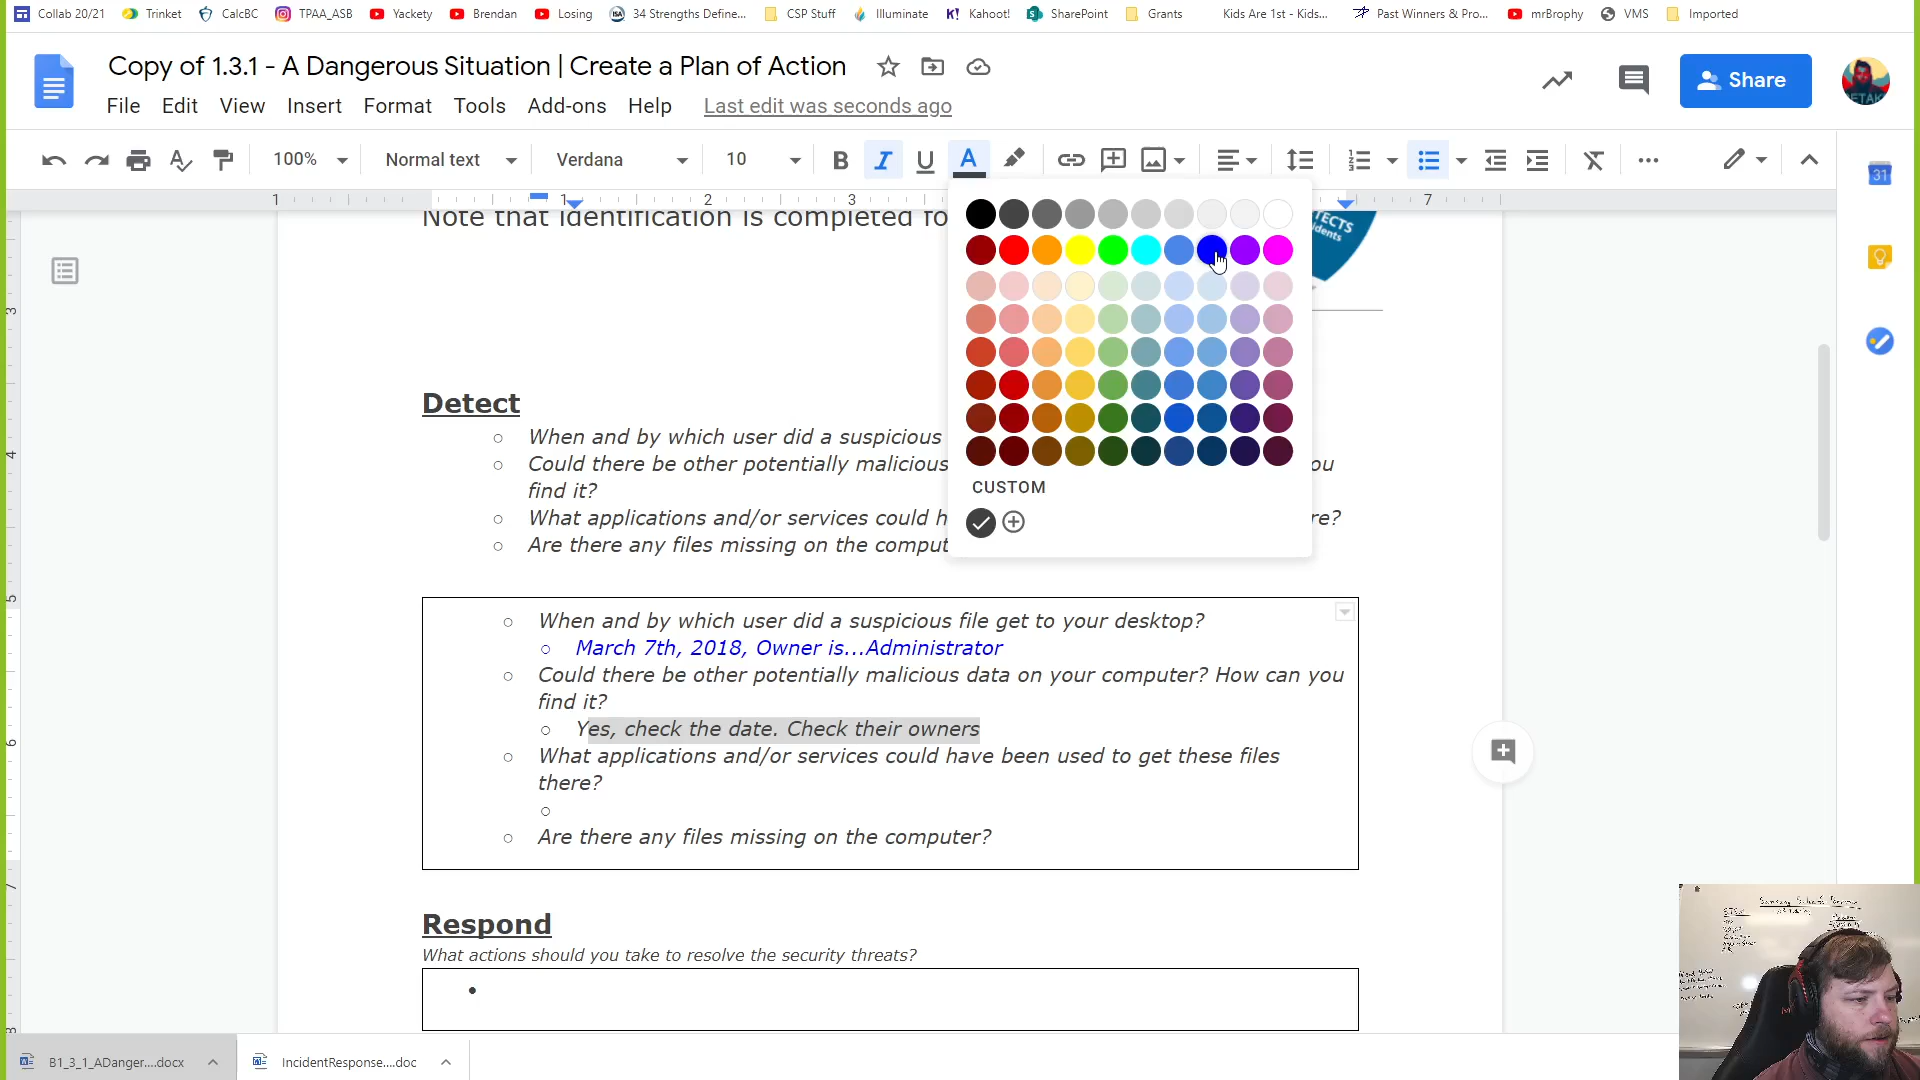 Collab 20/21 Trinket CalcBC TPAA_ASB Yackety Brendan Losing 34 Strengths Define... CSP Stuff Illuminate Kahoot! SharePoint Grants Kids Are 1st - Kids... Past Winners & Pro... mrBrophy VMS Imported
Copy of 1.3.1 - A Dangerous Situation | Create a Plan of Action
Share
File Edit View Insert Format Tools Add-ons Help Last edit was seconds ago
100% Normal text Verdana 10
1 1 2 3 7
Note that identification is completed fo
Detect
When and by which user did a suspicious
Could there be other potentially malicious ou
find it?
What applications and/or services could h re?
Are there any files missing on the comput
CUSTOM
When and by which user did a suspicious file get to your desktop?
March 7th, 2018, Owner is...Administrator
Could there be other potentially malicious data on your computer? How can you
find it?
Yes, check the date. Check their owners
What applications and/or services could have been used to get these files
there?
Are there any files missing on the computer?
Respond
What actions should you take to resolve the security threats?
B1_3_1_ADanger....docx IncidentResponse....doc